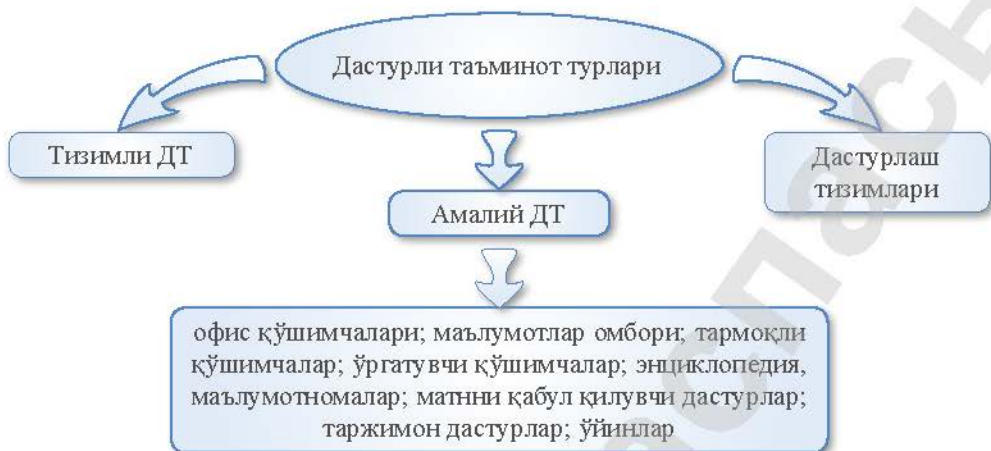 Дастурли таъминот турлари
Тизимли ДТ
Амалий ДТ
Дастурлаш
тизимлари
офис қўшимчалари; маълумотлар омбори; тармоқли
қўшимчалар; ўргатувчи қўшимчалар; энциклопедия,
маълумотномалар; матнни қабул қилувчи дастурлар;
таржимон дастурлар; ўйинлар